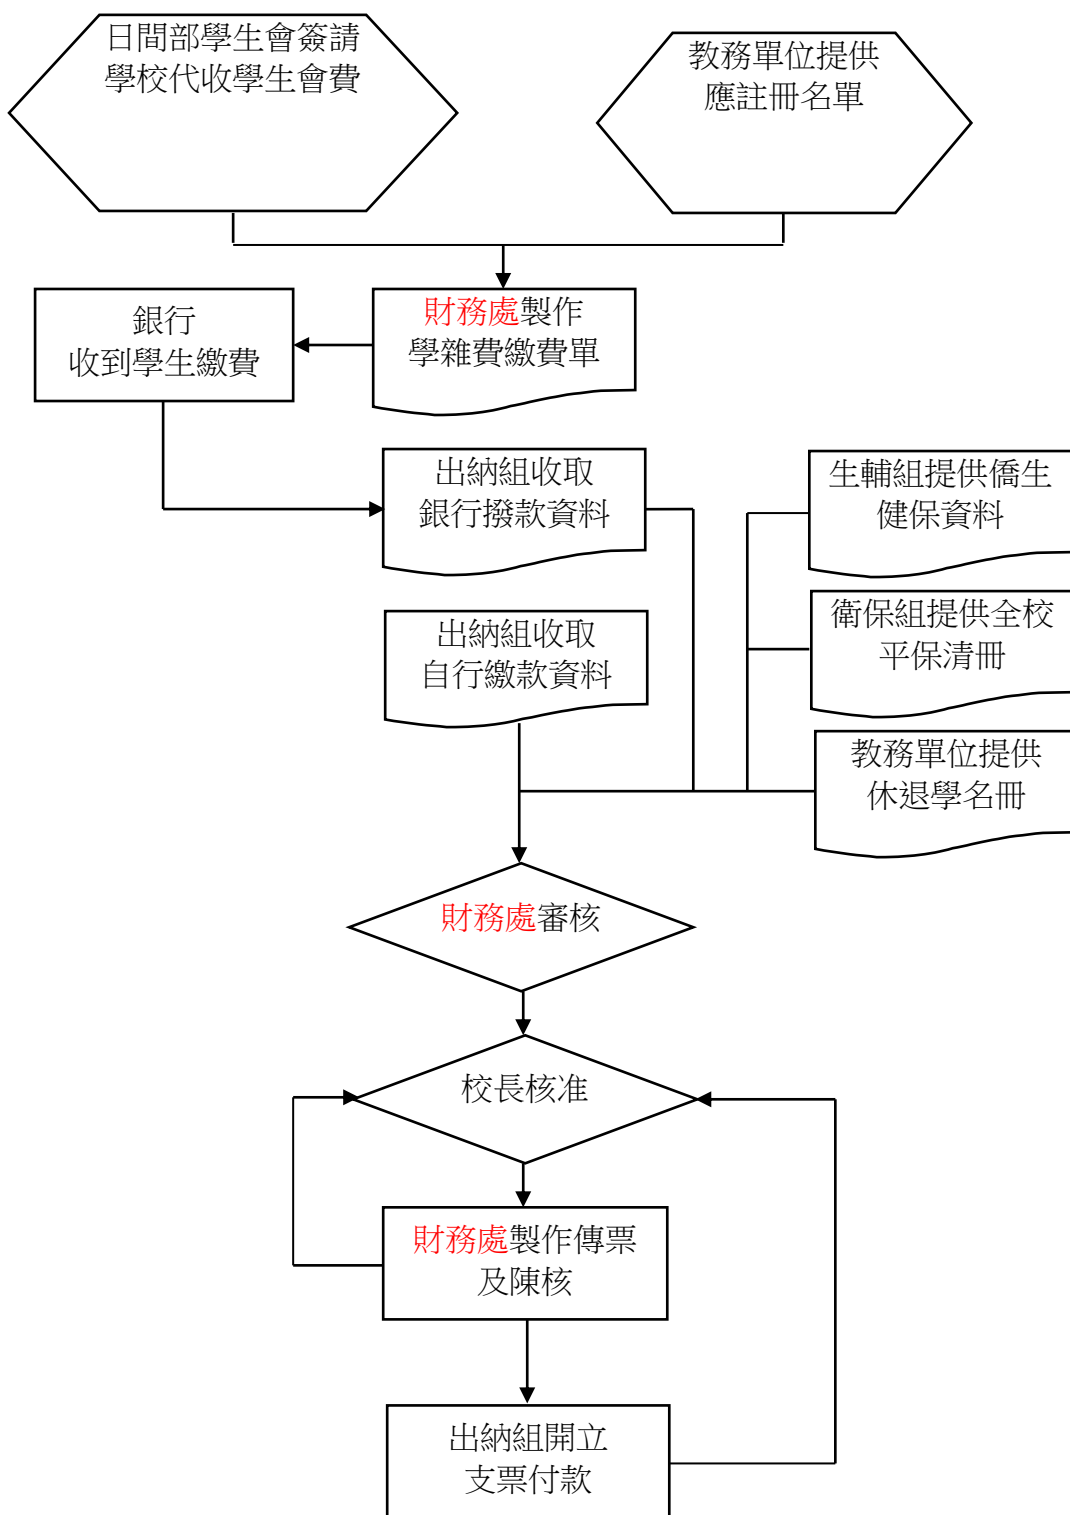 日間部學生會簽請
學校代收學生會費
教務單位提供
應註冊名單
財務處製作
學雜費繳費單
銀行
收到學生繳費
出納組收取
銀行撥款資料
生輔組提供僑生
健保資料
出納組收取
自行繳款資料
衛保組提供全校
平保清冊
教務單位提供
休退學名冊
財務處審核
校長核准
財務處製作傳票
及陳核
出納組開立
支票付款